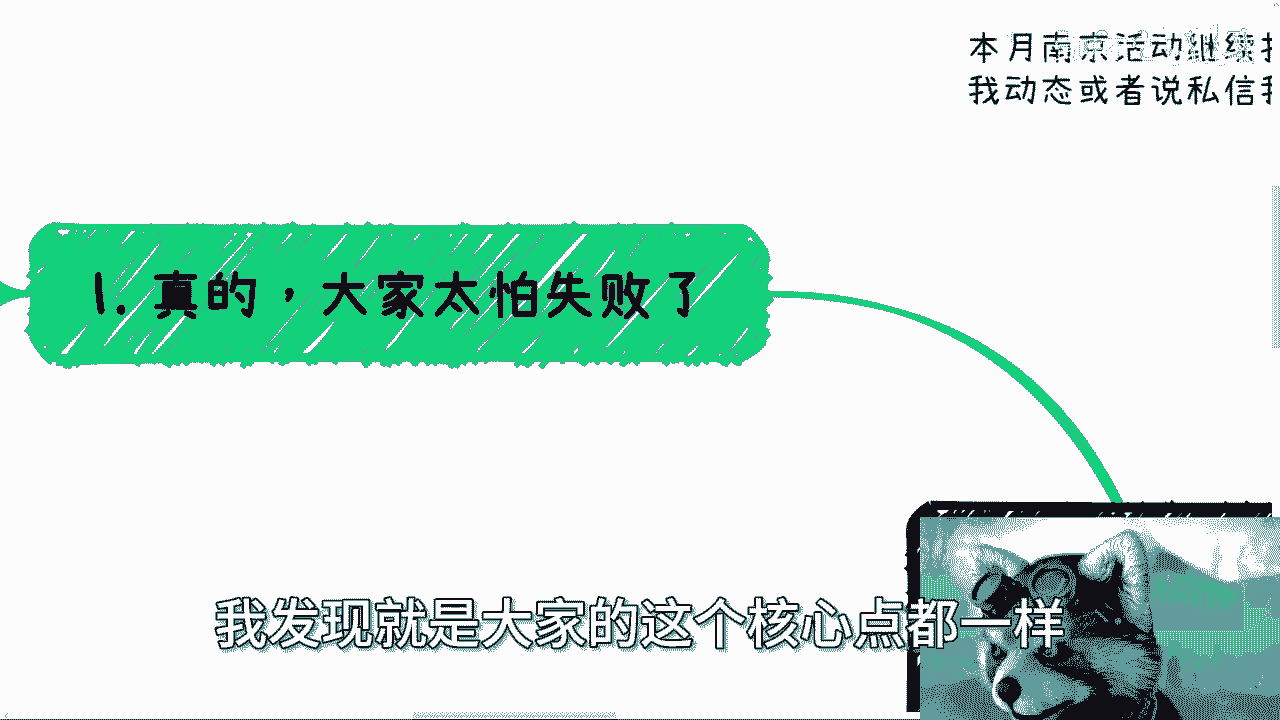 本月南京活动继续
我动态或者说私信
1. 真的，大家太怕失败了
我发现就是大家的这个核心点都一样